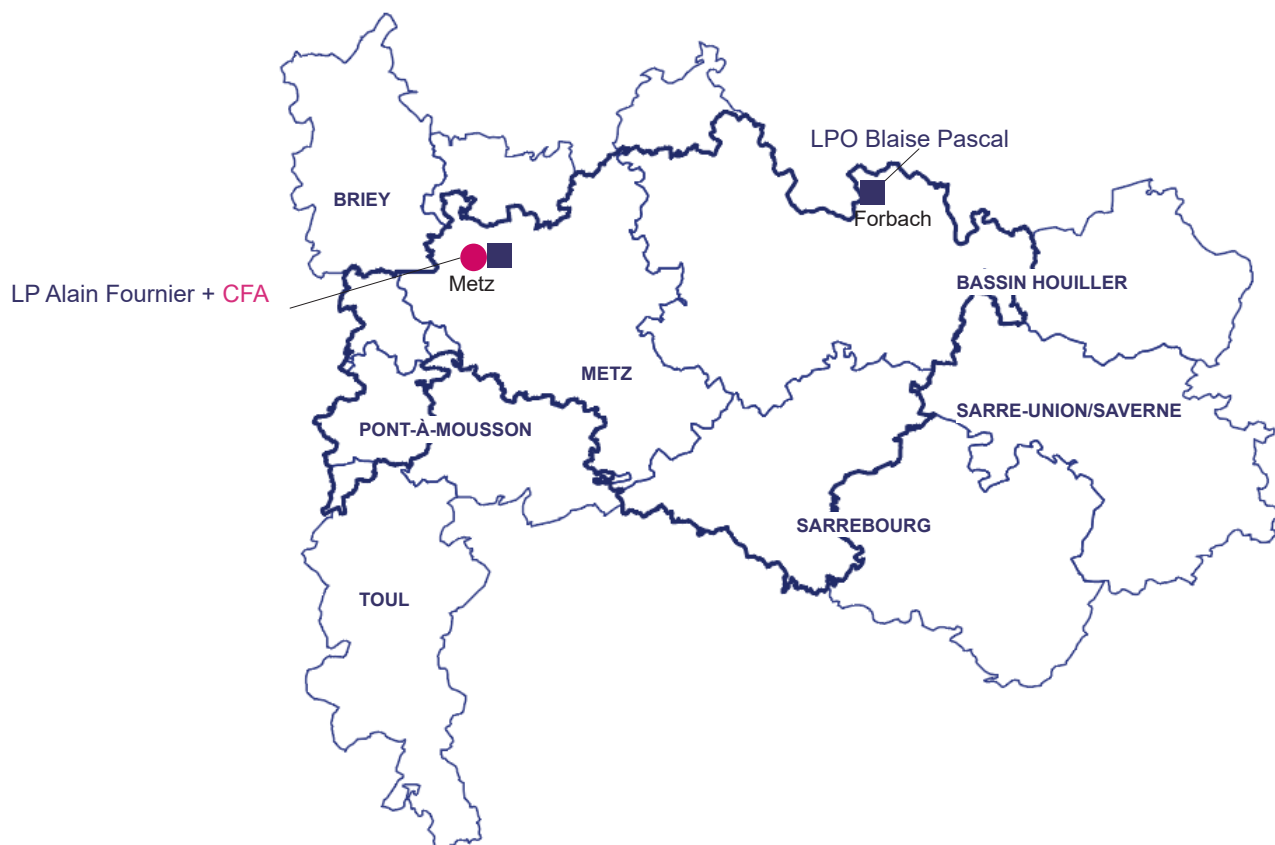 LPO Blaise Pascal
BRIEY
Forbach
LP Alain Fournier + CFA
Metz
BASSIN HOUILLER
METZ
SARRE-UNION/SAVERNE
PONT-À-MOUSSON
SARREBOURG
TOUL